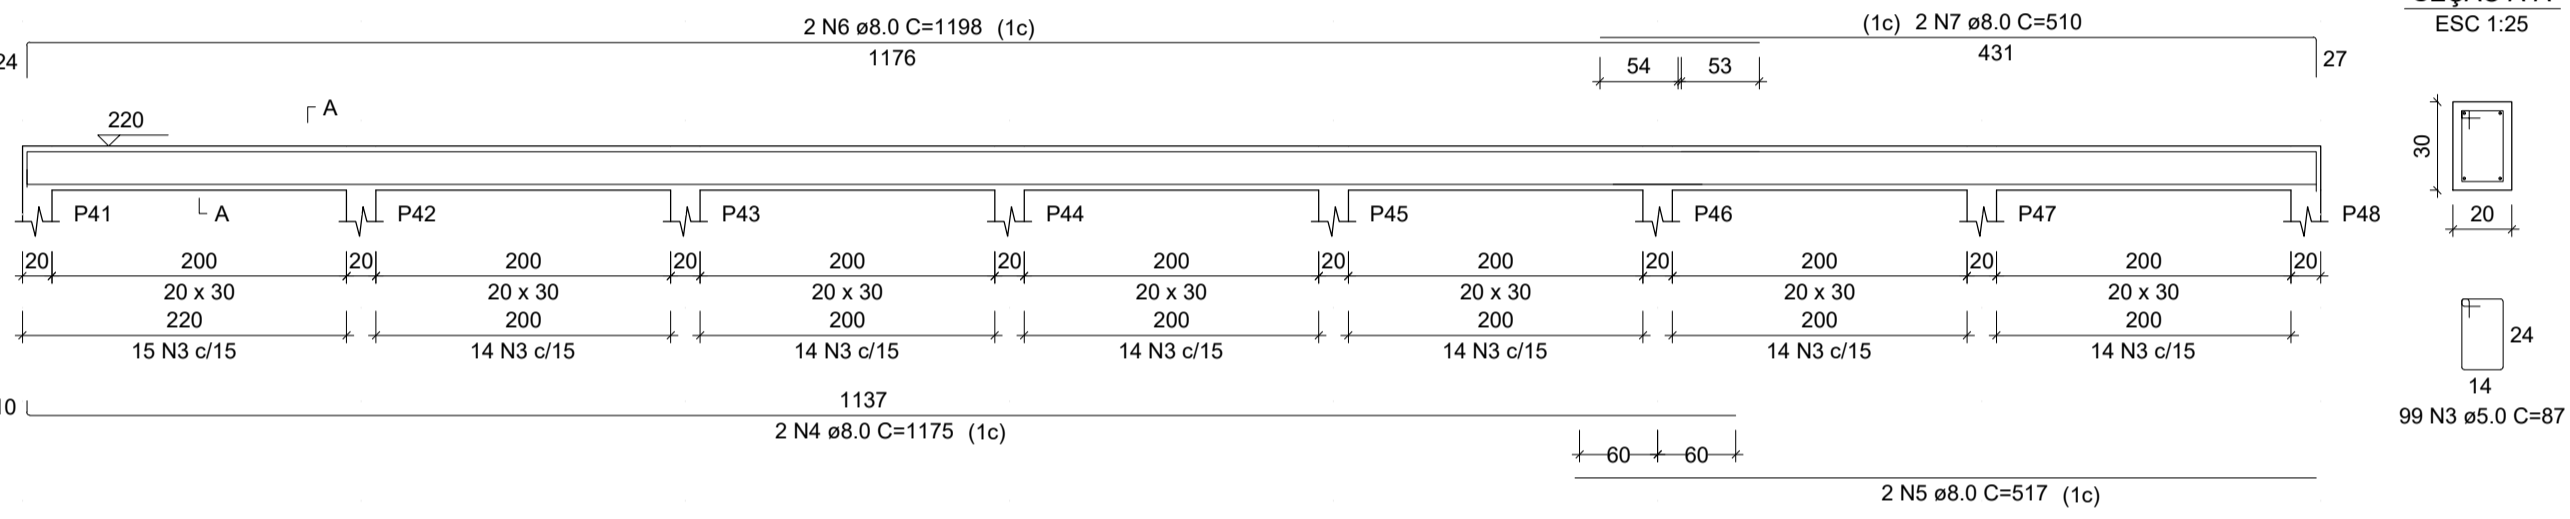 2 N6 ø8.0 C=1198 (1c)
(1c) 2 N7 ø8.0 C=510
ESC 1:25
24
1176
431
27
54
53
A
220
30
20
P41
A
P42
P43
P44
P45
P46
P47
P48
20 200 20 200 20 200 20 200 20 200 20 200 20 200 20
20 x 30 20 x 30 20 x 30 20 x 30 20 x 30 20 x 30 20 x 30
220 200 200 200 200 200 200
15 N3 c/15 14 N3 c/15 14 N3 c/15 14 N3 c/15 14 N3 c/15 14 N3 c/15 14 N3 c/15
24
14
99 N3 ø5.0 C=87
10
1137
2 N4 ø8.0 C=1175 (1c)
60 60
2 N5 ø8.0 C=517 (1c)